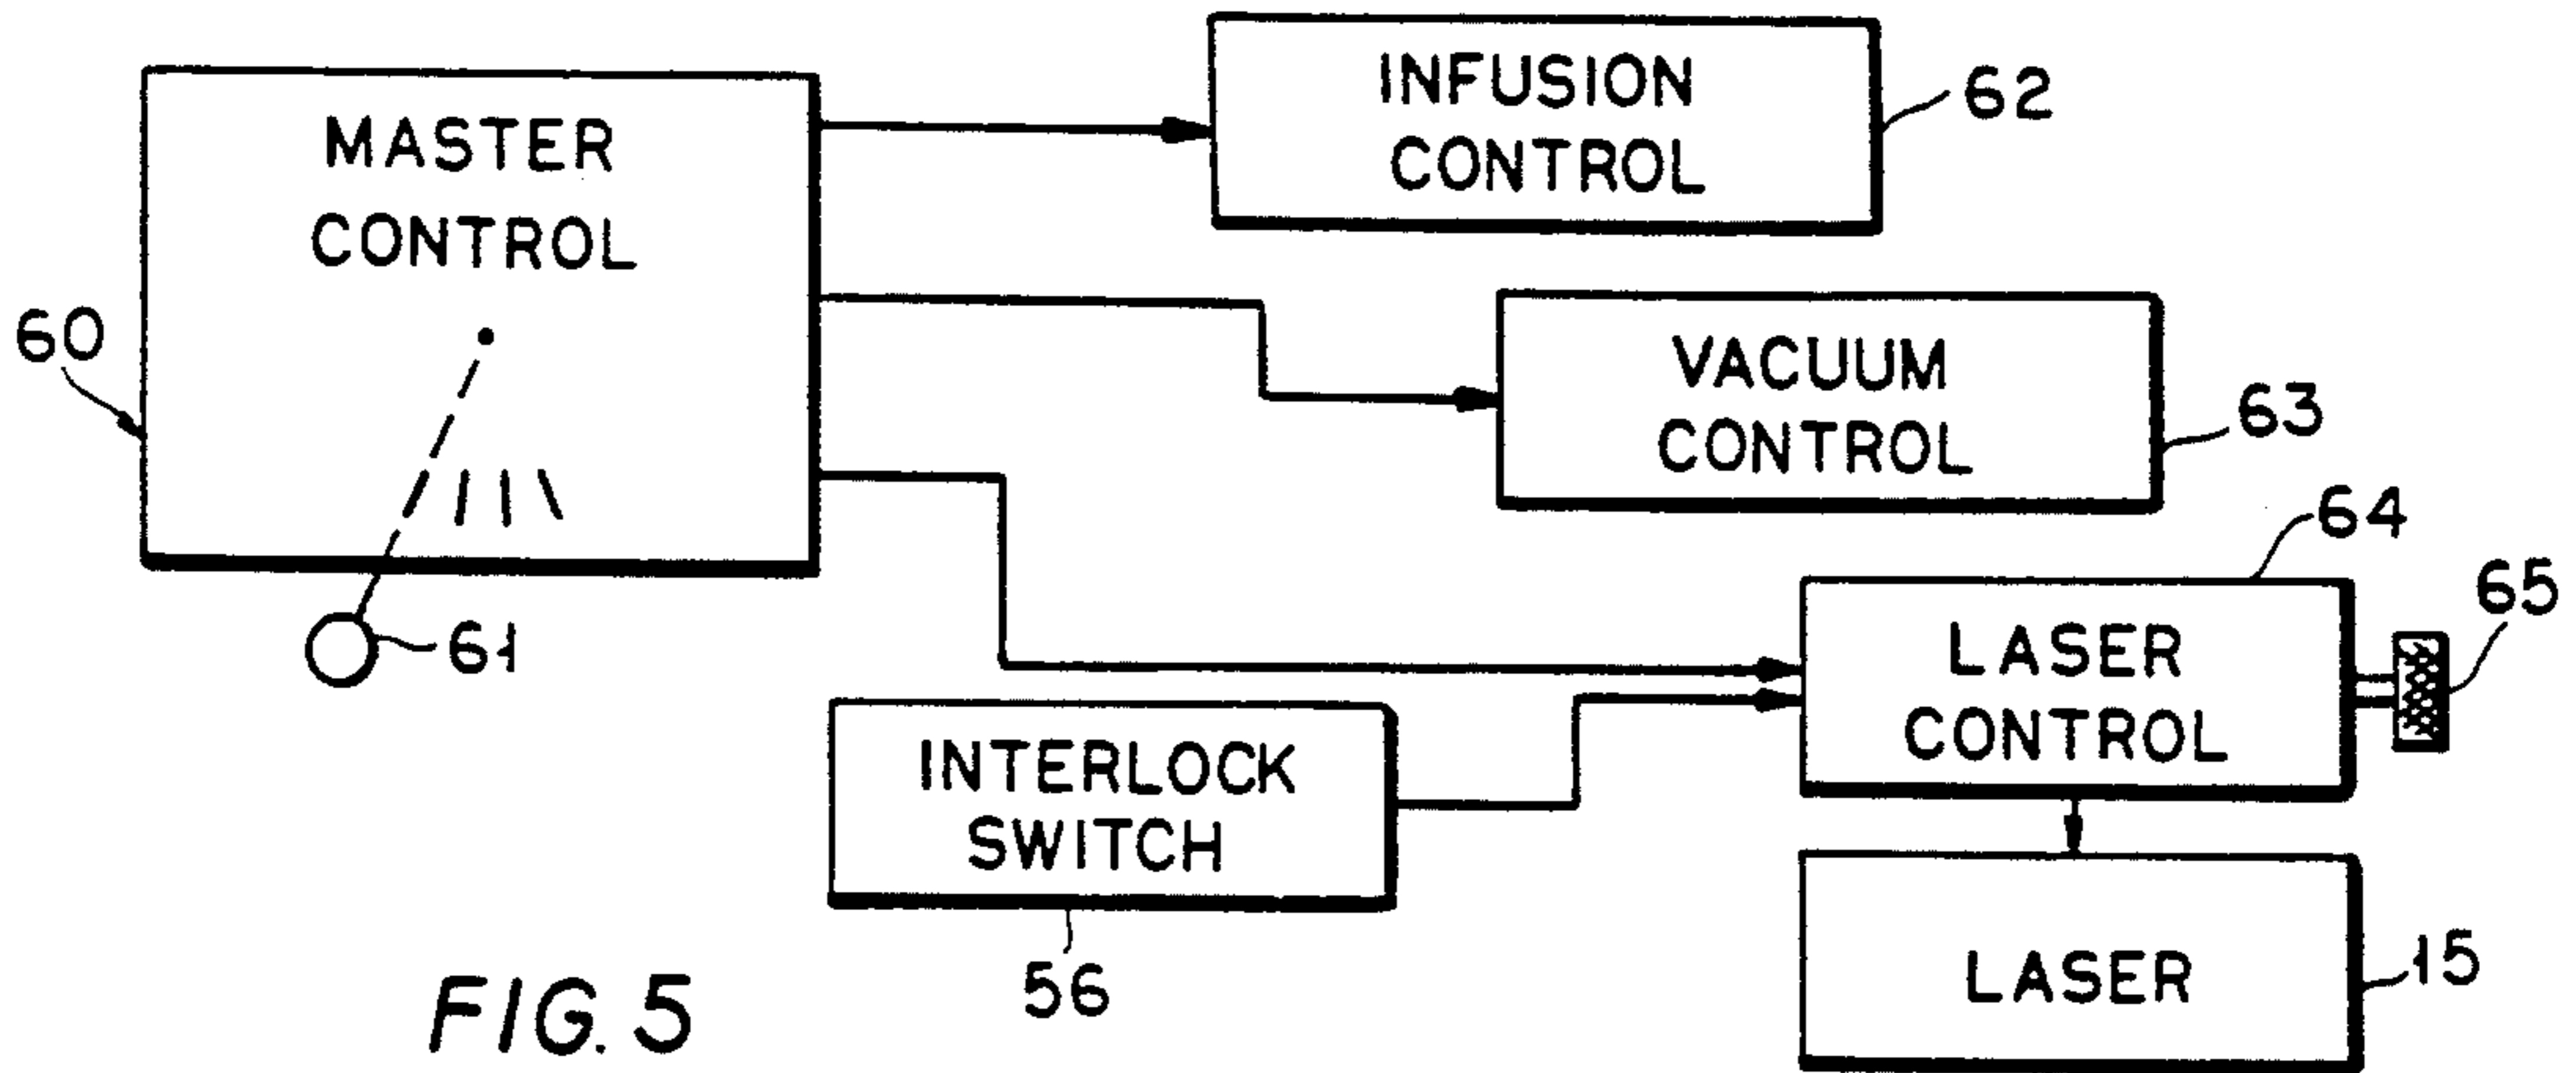 MASTER
CONTROL
60
61
INFUSION
CONTROL
62
VACUUM
CONTROL
63
64
LASER
CONTROL
65
INTERLOCK
SWITCH
56
LASER
15
FIG. 5